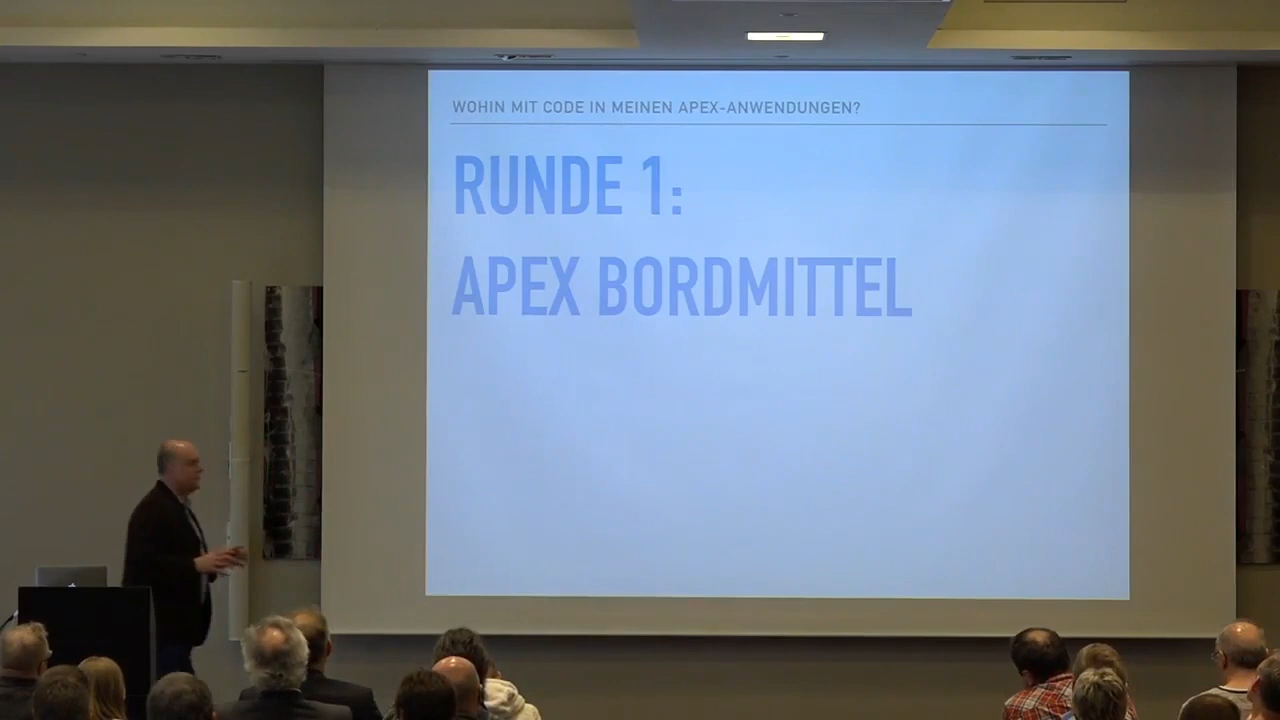 WOHIN MIT CODE IN MEINEN APEX-ANWENDUNGEN?
RUNDE 1:
APEX BORDMITTEL